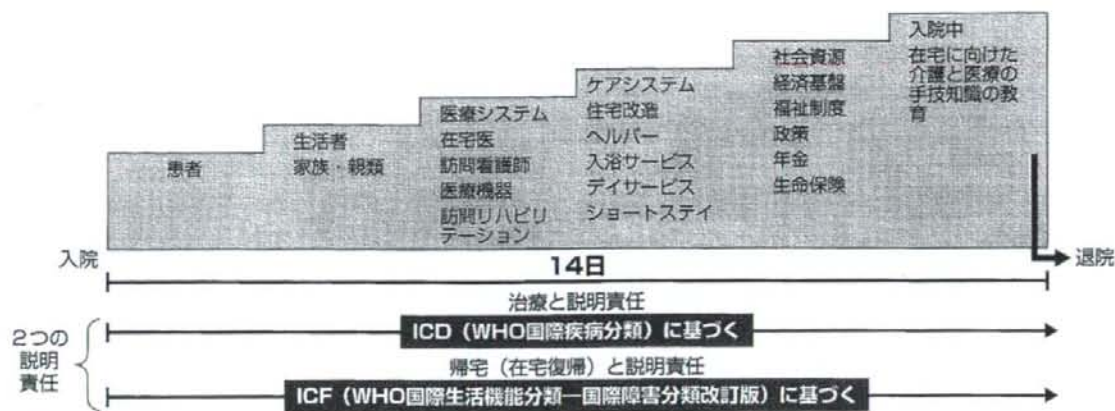 患者
生活者
家族・親類
医療システム
在宅医
訪問看護師
医療機器
訪問リハビリ
テーション
ケアシステム
住宅改造
ヘルパー
入浴サービス
デイサービス
ショートステイ
社会資源
経済基盤
福祉制度
政策
年金
生命保険
入院中
在宅に向けた
介護と医療の
手技知識の教
育
入院
14日
退院
治療と説明責任
2つの
説明
責任
ICD（WHO国際疾病分類）に基づく
帰宅（在宅復帰）と説明責任
ICF（WHO国際生活機能分類―国際障害分類改訂版）に基づく